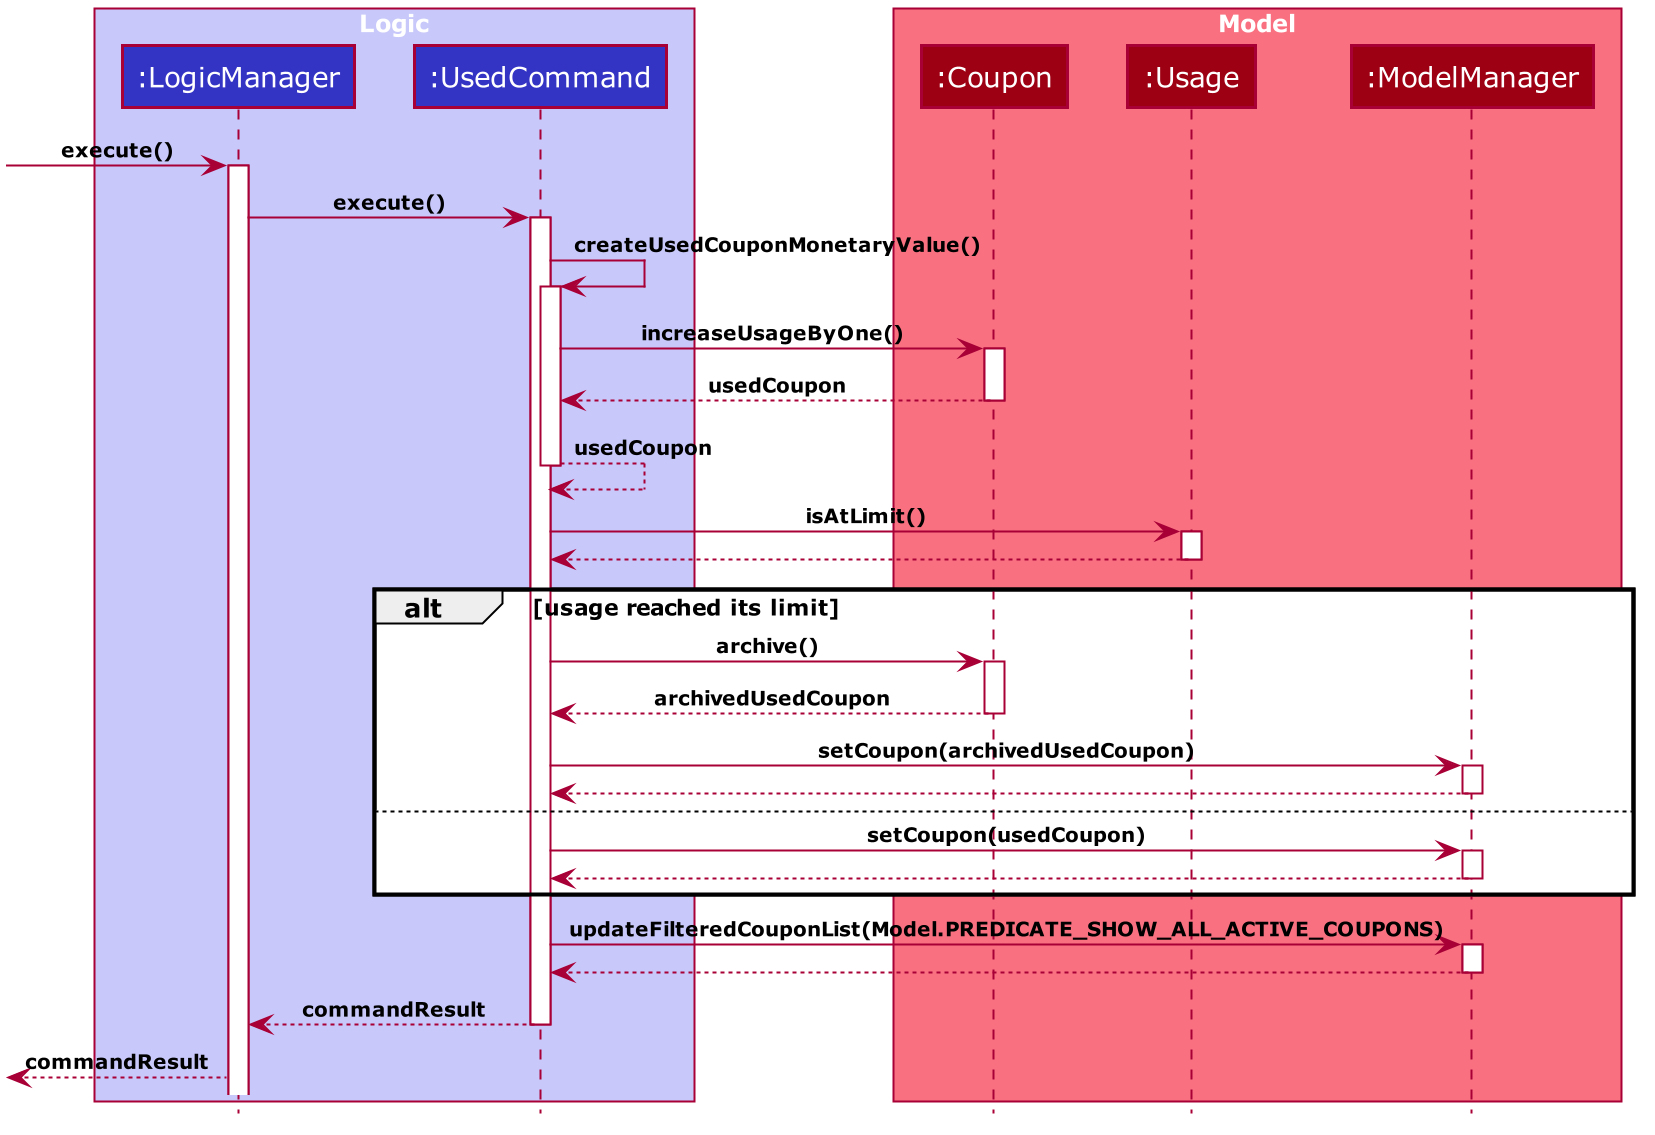 Logic
Model
:LogicManager
:UsedCommand
:Coupon
:Usage
:ModelManager
execute()
execute()
createUsedCouponMonetaryValue()
increaseUsageByOne()
usedCoupon
usedCoupon
isAtLimit()
alt
[usage reached its limit]
archive()
archivedUsedCoupon
setCoupon(archivedUsedCoupon)
setCoupon(usedCoupon)
updateFilteredCouponList(Model.PREDICATE_SHOW_ALL_ACTIVE_COUPONS)
commandResult
commandResult